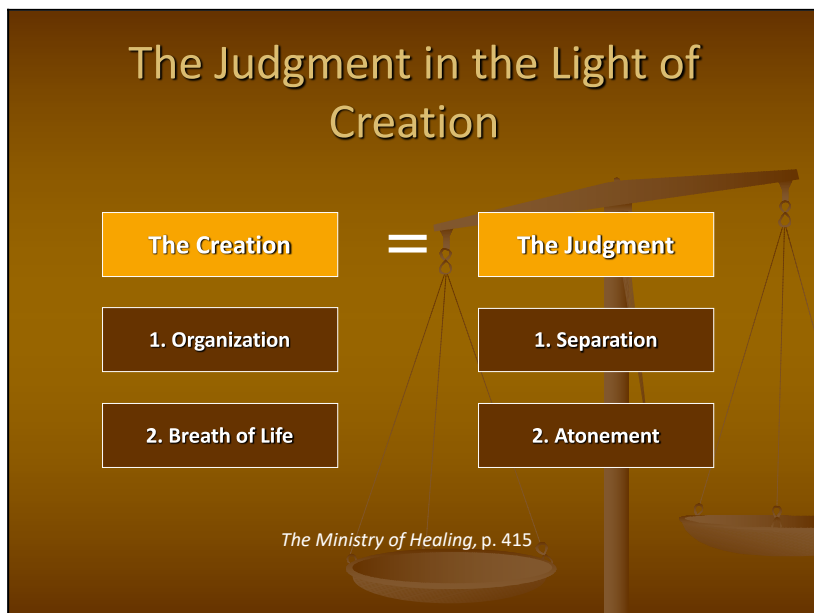 The Judgment in the Light of
Creation
The Creation
=
The Judgment
1. Organization
1. Separation
2. Breath of Life
2. Atonement
The Ministry of Healing, p. 415